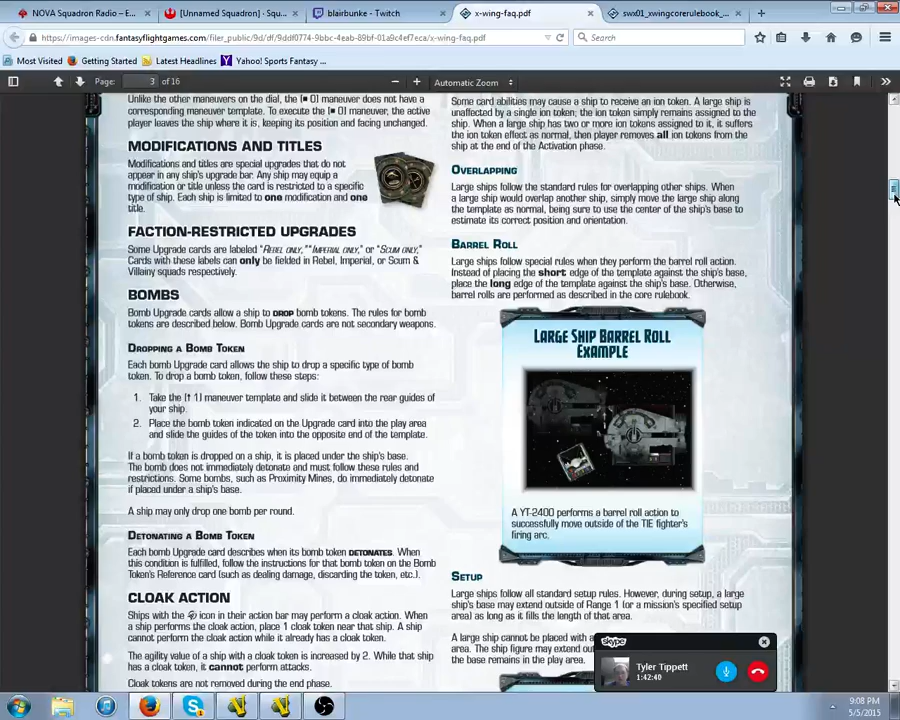 NOVA Squadron Radio – E...
[Unnamed Squadron] | Squ...
blairbunke - Twitch
x-wing-faq.pdf
swx01_xwingcorerulebook_...
https://images-cdn.fantasyflightgames.com/filer_public/9d/df/9ddf0774-9bbc-4eab-89bf-01a9c4ef7eca/x-wing-faq.pdf
Search
Most Visited
Getting Started
Latest Headlines
Yahoo! Sports Fantasy ...
Page: 3 of 16
Automatic Zoom
Unlike the other maneuvers on the dial, the [■ 0] maneuver does not have a
corresponding maneuver template. To execute the [■ 0] maneuver, the active
player leaves the ship where it is, keeping its position and facing unchanged.
MODIFICATIONS AND TITLES
Modifications and titles are special upgrades that do not
appear in any ship's upgrade bar. Any ship may equip a
modification or title unless the card is restricted to a specific
type of ship. Each ship is limited to one modification and one
title.
FACTION-RESTRICTED UPGRADES
Some Upgrade cards are labeled "Rebel only," "Imperial only," or "Scum only."
Cards with these labels can only be fielded in Rebel, Imperial, or Scum &
Villainy squads respectively.
BOMBS
Bomb Upgrade cards allow a ship to DROP bomb tokens. The rules for bomb
tokens are described below. Bomb Upgrade cards are not secondary weapons.
DROPPING A BOMB TOKEN
Each bomb Upgrade card allows the ship to drop a specific type of bomb
token. To drop a bomb token, follow these steps:
1. Take the [↑ 1] maneuver template and slide it between the rear guides of
your ship.
2. Place the bomb token indicated on the Upgrade card into the play area
and slide the guides of the token into the opposite end of the template.
If a bomb token is dropped on a ship, it is placed under the ship's base.
The bomb does not immediately detonate and must follow these rules and
restrictions. Some bombs, such as Proximity Mines, do immediately detonate
if placed under a ship's base.
A ship may only drop one bomb per round.
DETONATING A BOMB TOKEN
Each bomb Upgrade card describes when its bomb token DETONATES. When
this condition is fulfilled, follow the instructions for that bomb token on the Bomb
Token's Reference card (such as dealing damage, discarding the token, etc.).
CLOAK ACTION
Ships with the icon in their action bar may perform a cloak action. When
a ship performs the cloak action, place 1 cloak token near that ship. A ship
cannot perform the cloak action while it already has a cloak token.
The agility value of a ship with a cloak token is increased by 2. While that ship
has a cloak token, it cannot perform attacks.
Cloak tokens are not removed during the end phase.
Some card abilities may cause a ship to receive an ion token. A large ship is
unaffected by a single ion token; the ion token simply remains assigned to it.
When a large ship has two or more ion tokens assigned to it, it suffers
the ion token effect as normal, then player removes all ion tokens from the
ship at the end of the Activation phase.
OVERLAPPING
Large ships follow the standard rules for overlapping other ships. When
a large ship would overlap another ship, simply move the large ship along
the template as normal, being sure to use the center of the ship's base to
estimate its correct position and orientation.
BARREL ROLL
Large ships follow special rules when they perform the barrel roll action.
Instead of placing the short edge of the template against the ship's base,
place the long edge of the template against the ship's base. Otherwise,
barrel rolls are performed as described in the core rulebook.
LARGE SHIP BARREL ROLL
EXAMPLE
A YT-2400 performs a barrel roll action to
successfully move outside of the TIE fighter's
firing arc.
SETUP
Large ships follow all standard setup rules. However, during setup, a large
ship's base may extend outside of Range 1 (or a mission's specified setup
area) as long as it fills the length of that area.
A large ship cannot be placed with a
area. The ship figure may extend ou
the base remains in the play area.
skype
Tyler Tippett
1:42:40
9:08 PM
5/5/2015